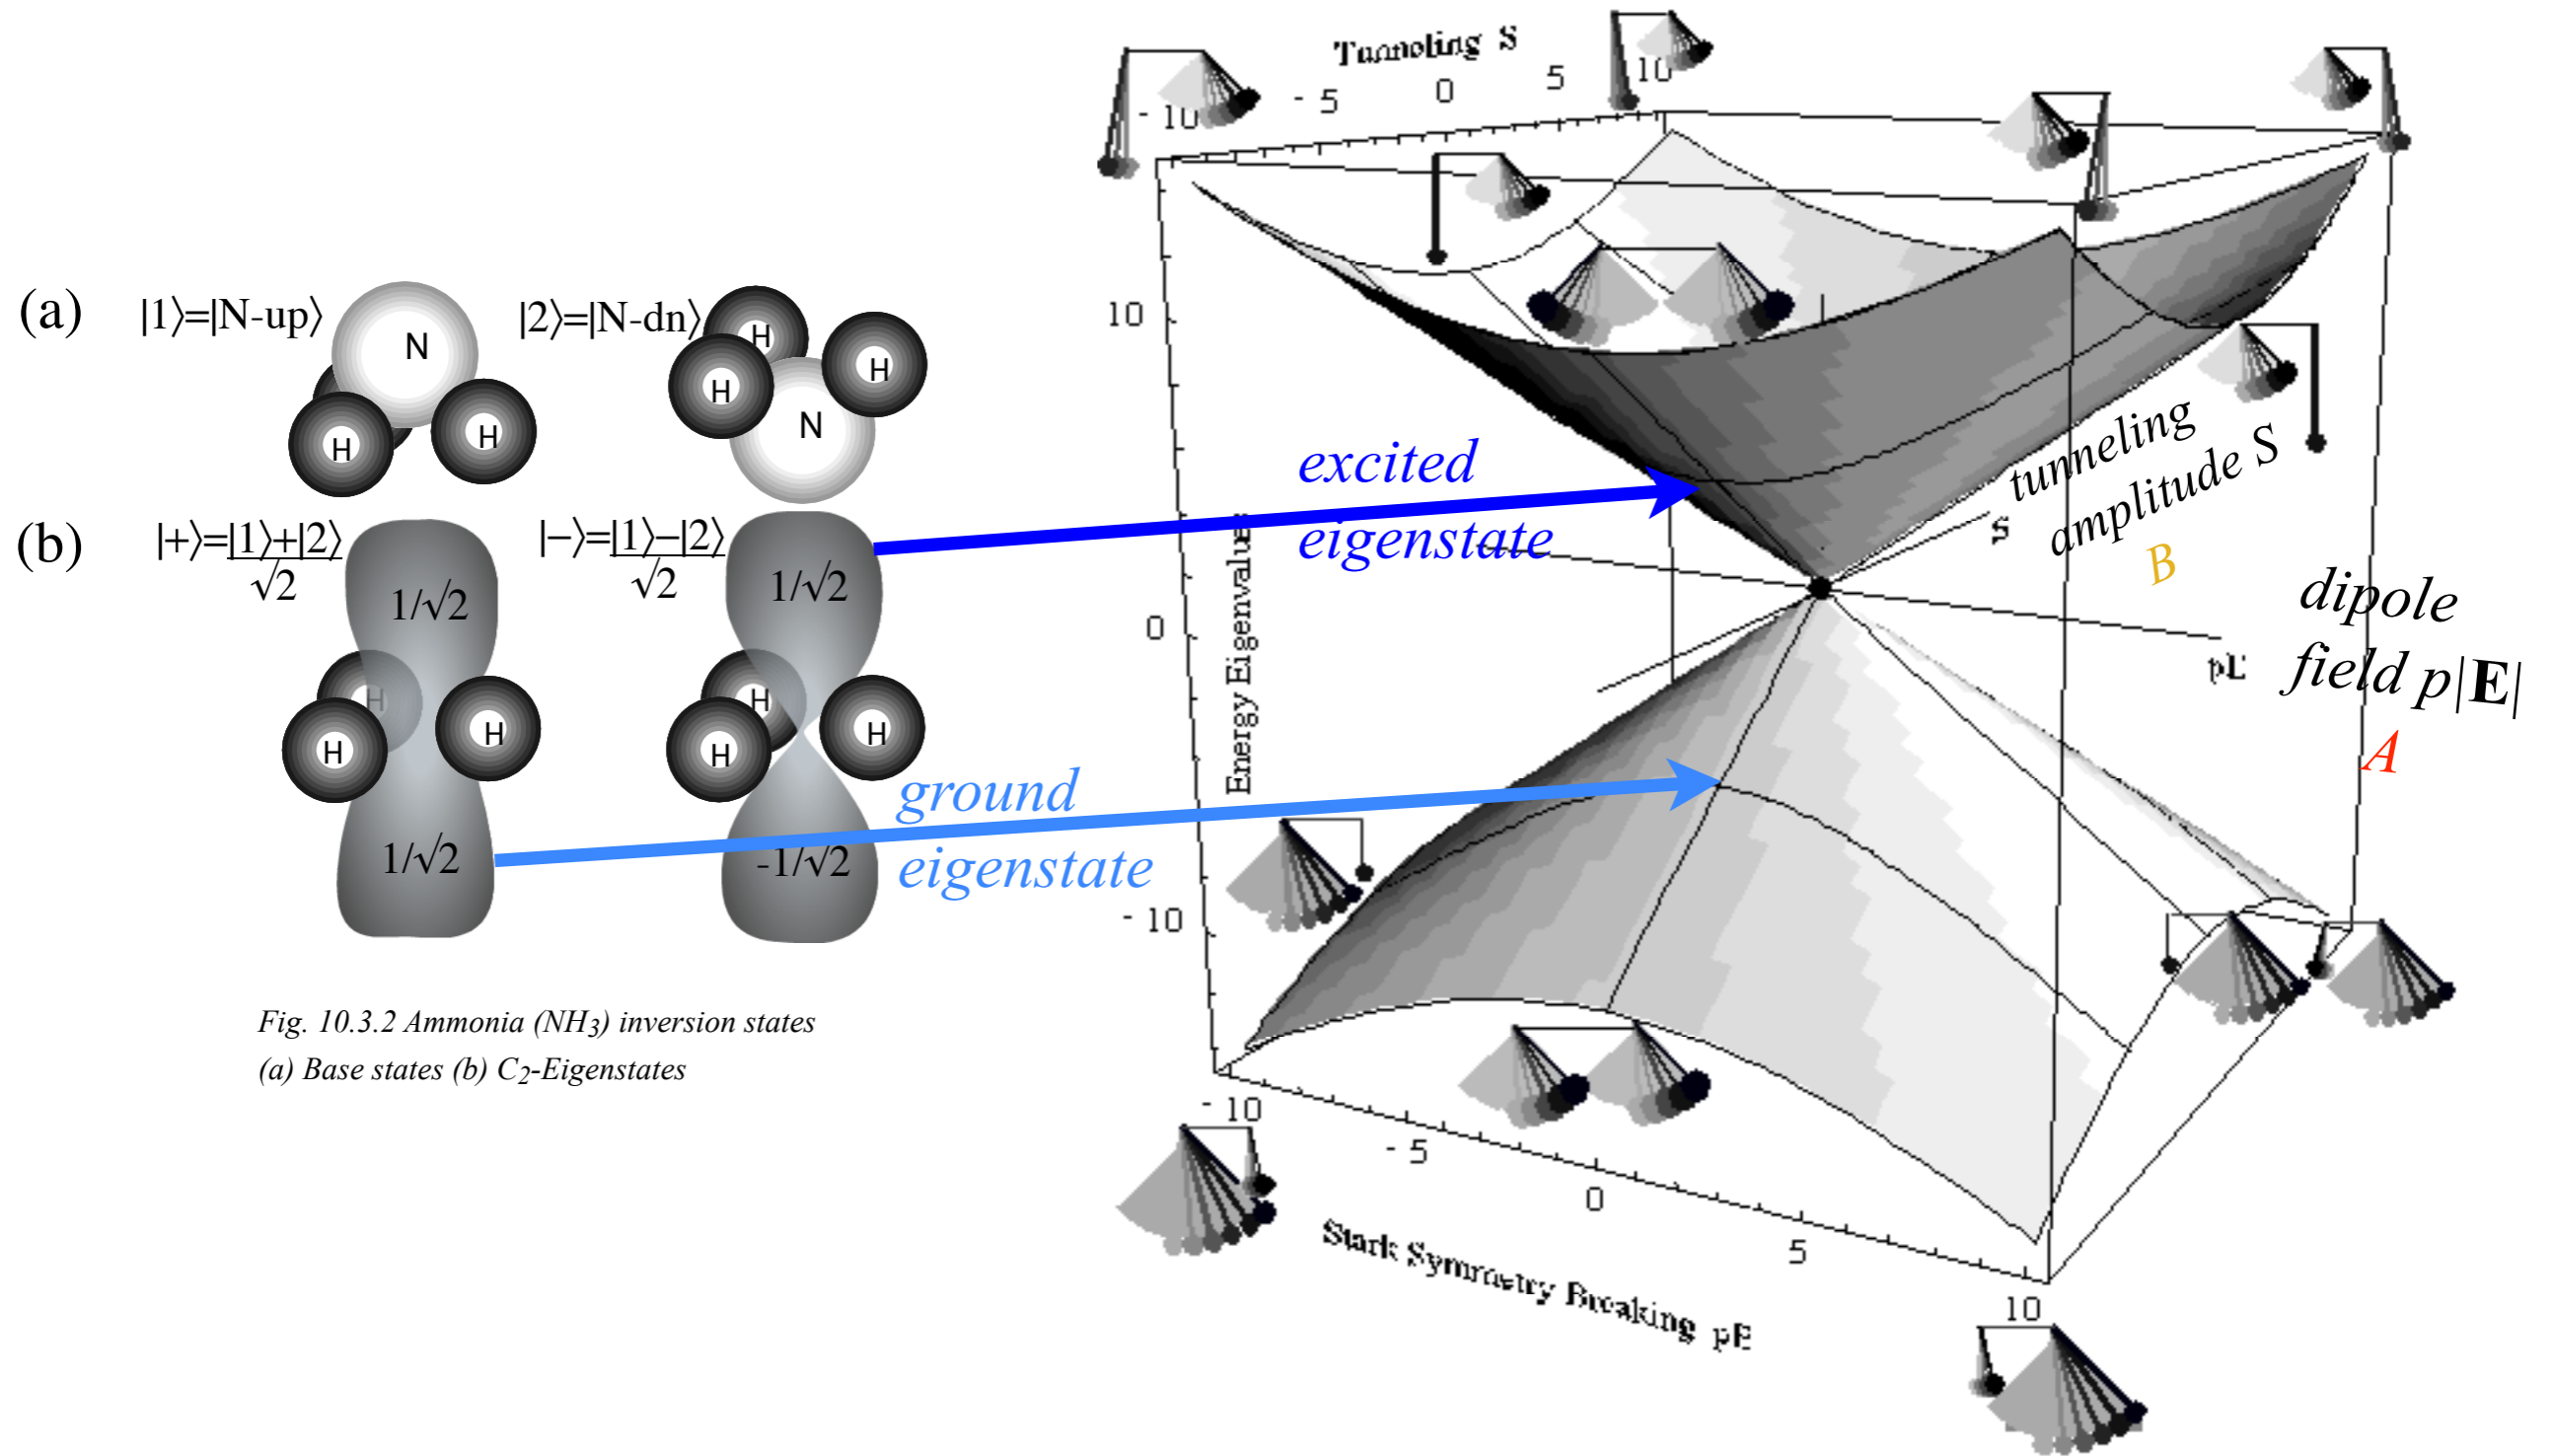 (a)
|1⟩=|N-up⟩
N
H
H
|2⟩=|N-dn⟩
H
H
H
N
(b)
|+⟩=|1⟩+|2⟩
√2
1/√2
H
H
H
1/√2
|−⟩=|1⟩−|2⟩
√2
1/√2
H
H
H
-1/√2
excited
eigenstate
ground
eigenstate
Fig. 10.3.2 Ammonia (NH3) inversion states
(a) Base states (b) C2-Eigenstates
Tunneling S
- 10
- 5
0
5
10
10
0
- 10
Energy Eigenvalues
S
tunneling
amplitude S
B
pE
dipole
field p|E|
A
- 10
- 5
0
5
10
Stark Symmetry Breaking pE